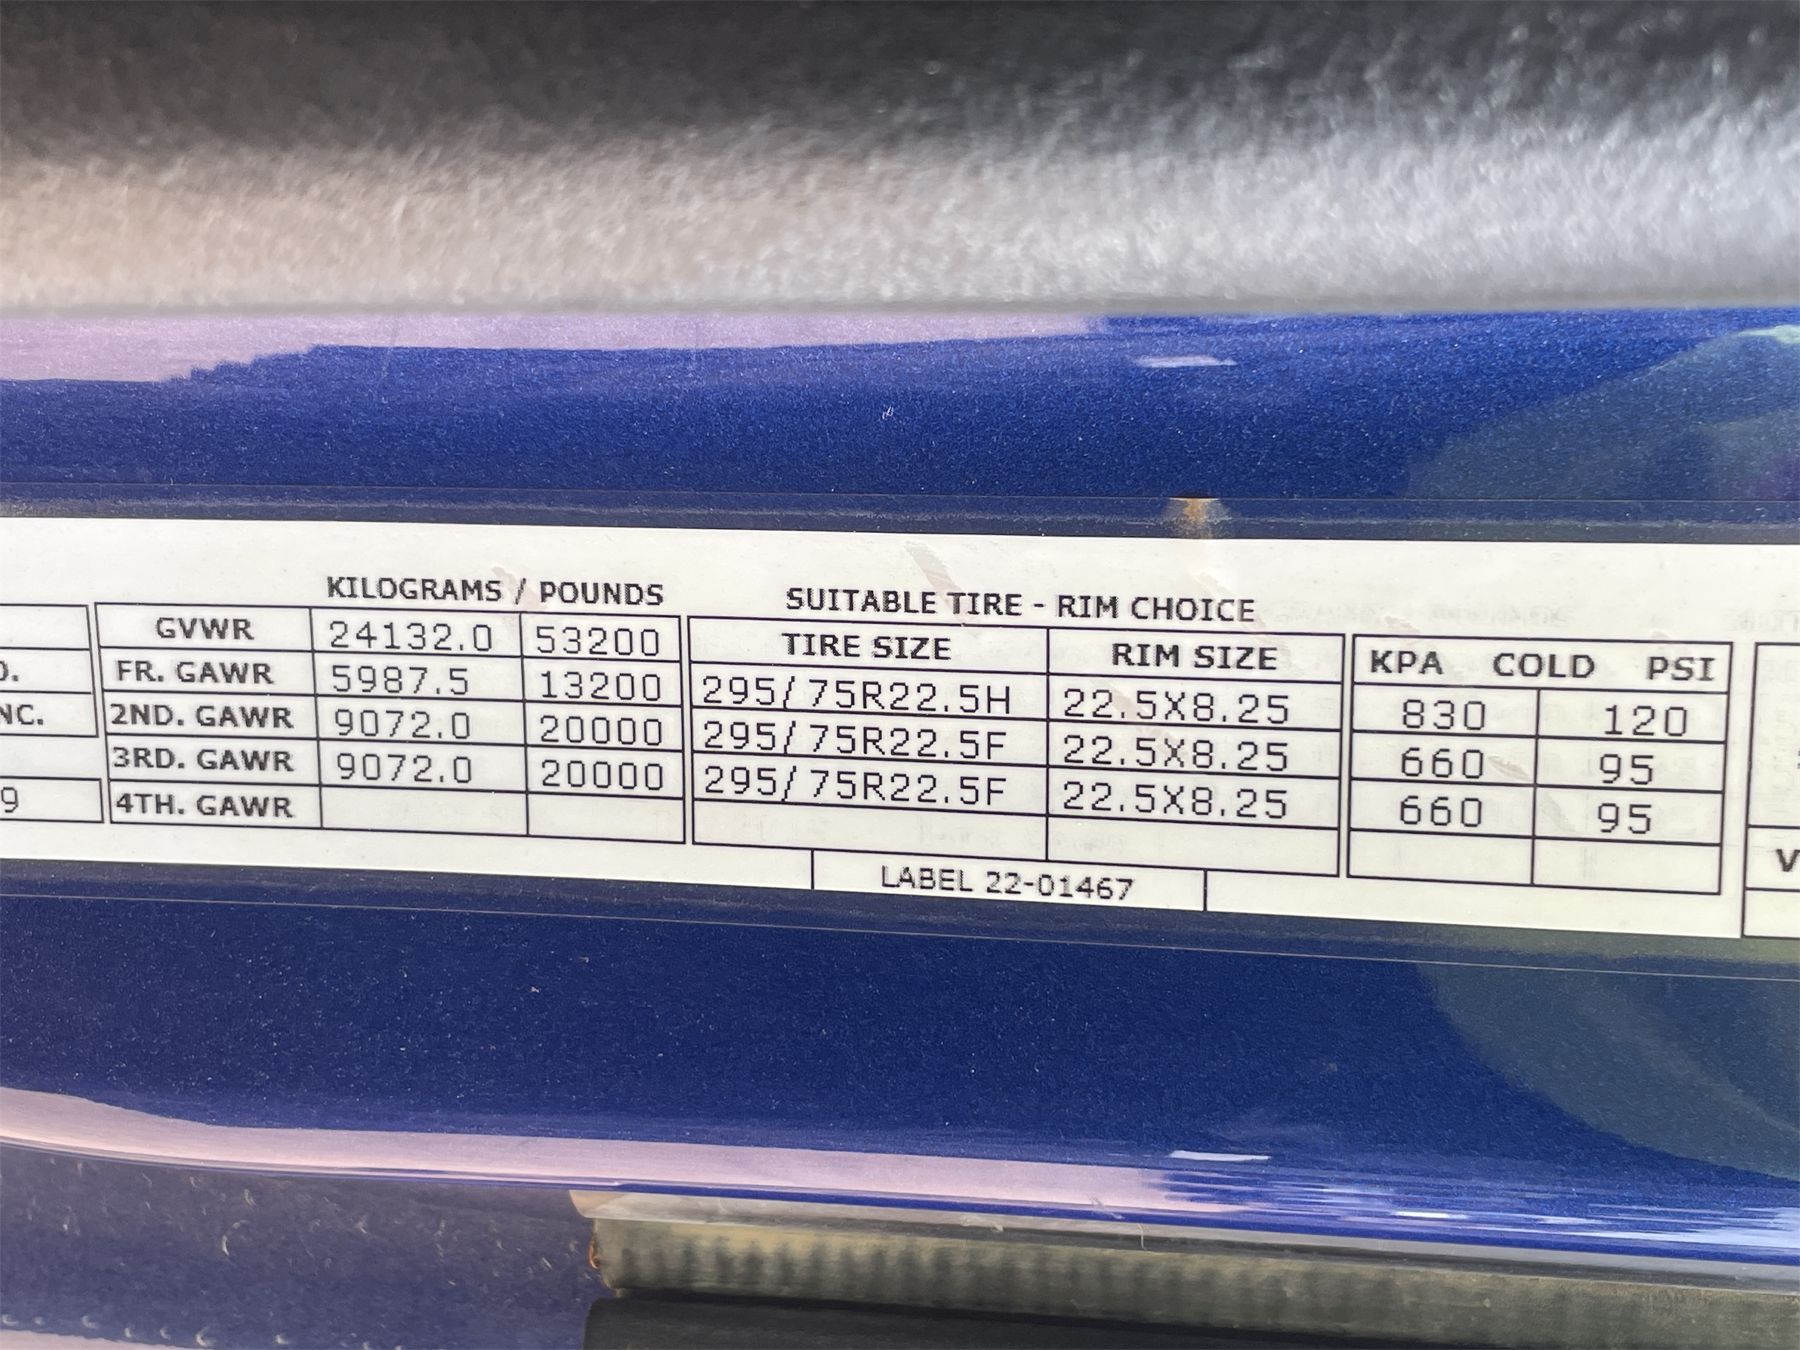 KILOGRAMS / POUNDS SUITABLE TIRE - RIM CHOICE
GVWR 24132.0 53200 TIRE SIZE RIM SIZE KPA COLD PSI
FR. GAWR 5987.5 13200 295/75R22.5H 22.5X8.25 830 120
NC. 2ND. GAWR 9072.0 20000 295/75R22.5F 22.5X8.25 660 95
3RD. GAWR 9072.0 20000 295/75R22.5F 22.5X8.25 660 95
9 4TH. GAWR V
LABEL 22-01467